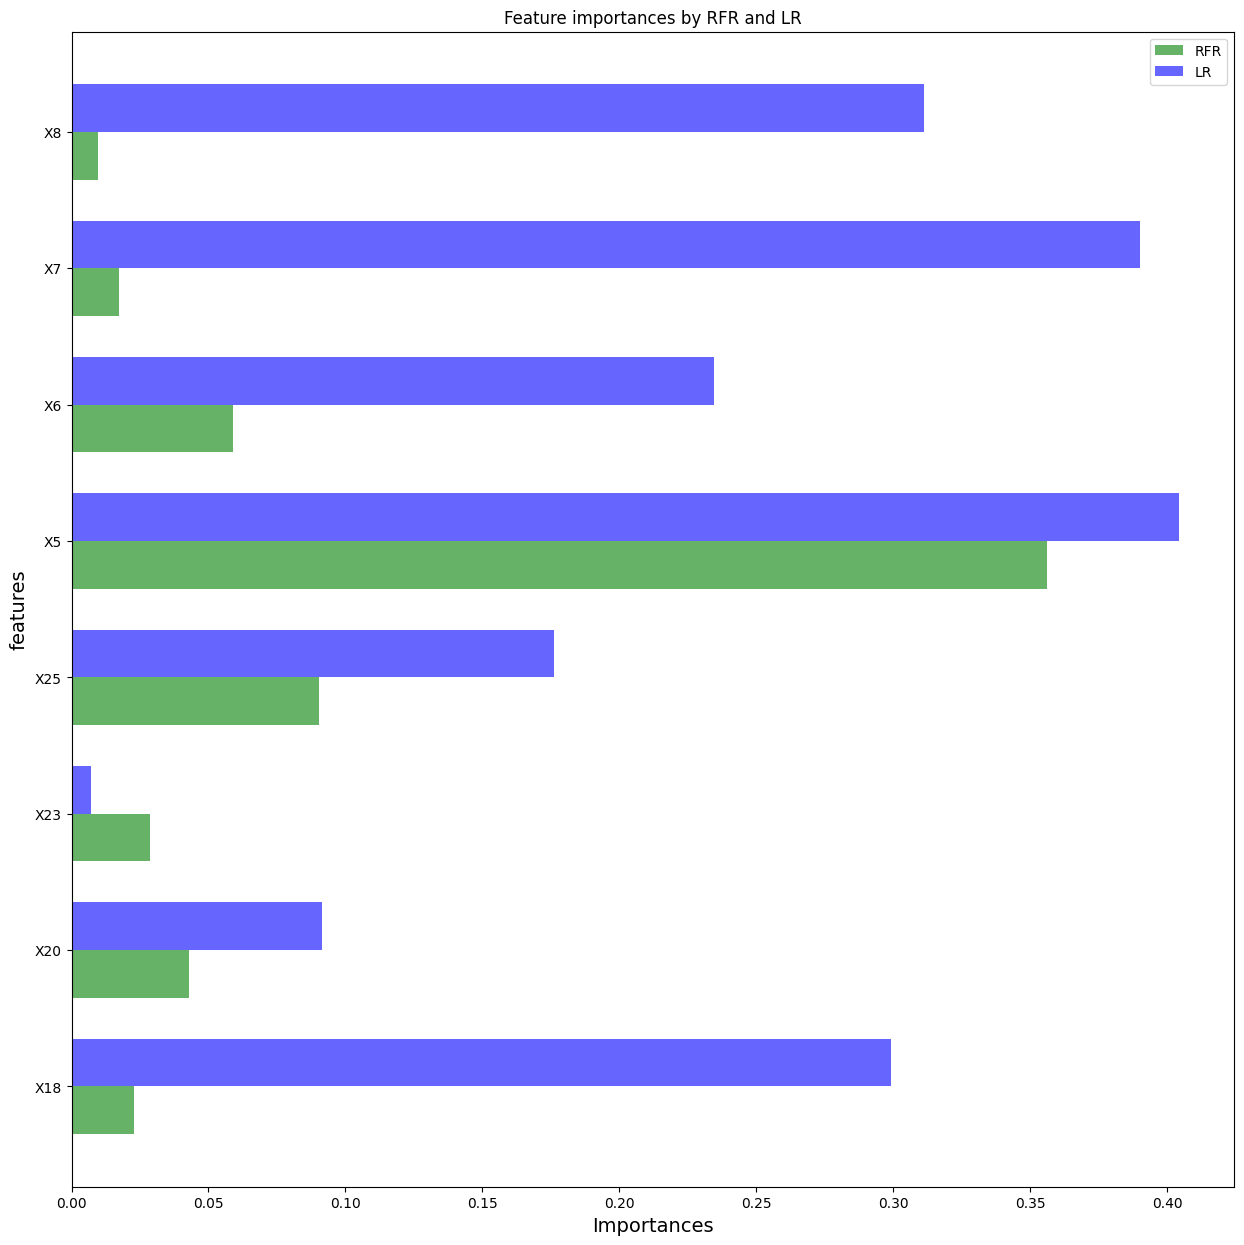 Feature importances by RFR and LR
RFR
LR
X8
X7
X6
X5
X25
X23
X20
X18
features
0.00 0.05 0.10 0.15 0.20 0.25 0.30 0.35 0.40
Importances